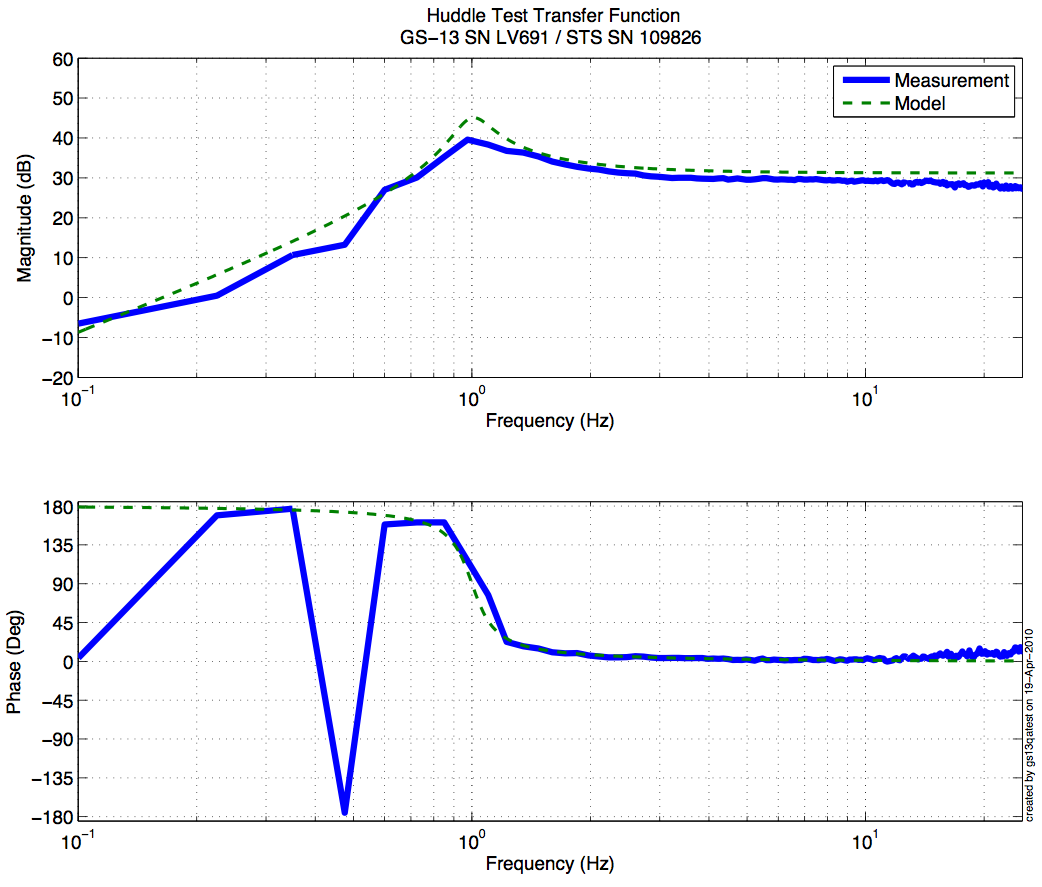 Huddle Test Transfer Function
GS−13 SN LV691 / STS SN 109826
Measurement
Model
Magnitude (dB)
60
50
40
30
20
10
0
−10
−20
10−1
100
101
Frequency (Hz)
Phase (Deg)
180
135
90
45
0
−45
−90
−135
−180
10−1
100
101
Frequency (Hz)
created by gs13qatest on 19−Apr−2010